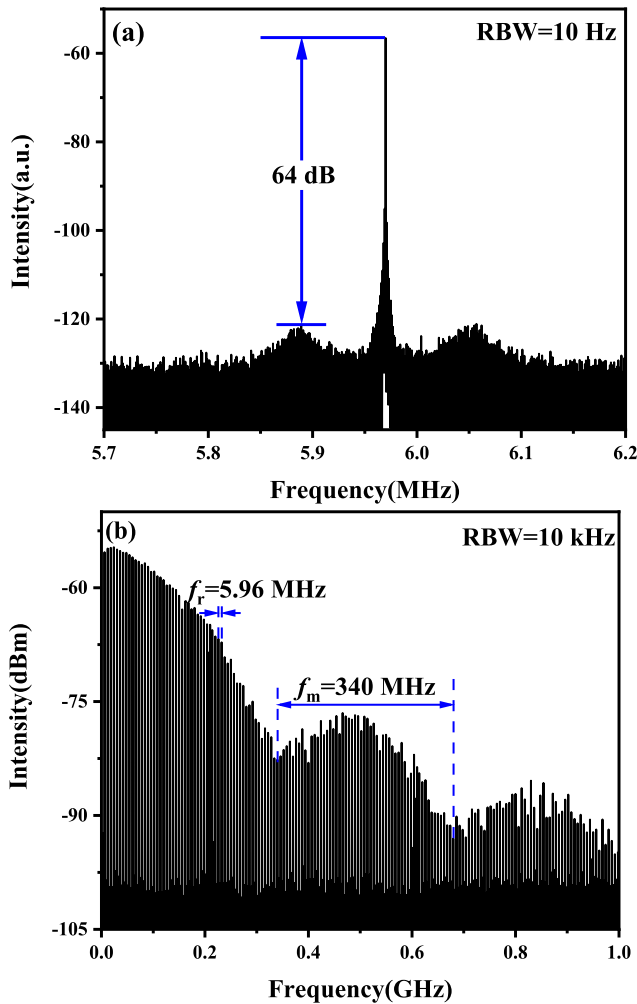 (a)
RBW=10 Hz
64 dB
Intensity(a.u.)
-60
-80
-100
-120
-140
5.7
5.8
5.9
6.0
6.1
6.2
Frequency(MHz)
(b)
RBW=10 kHz
fr=5.96 MHz
fm=340 MHz
Intensity(dBm)
-60
-75
-90
-105
0.0
0.2
0.4
0.6
0.8
1.0
Frequency(GHz)